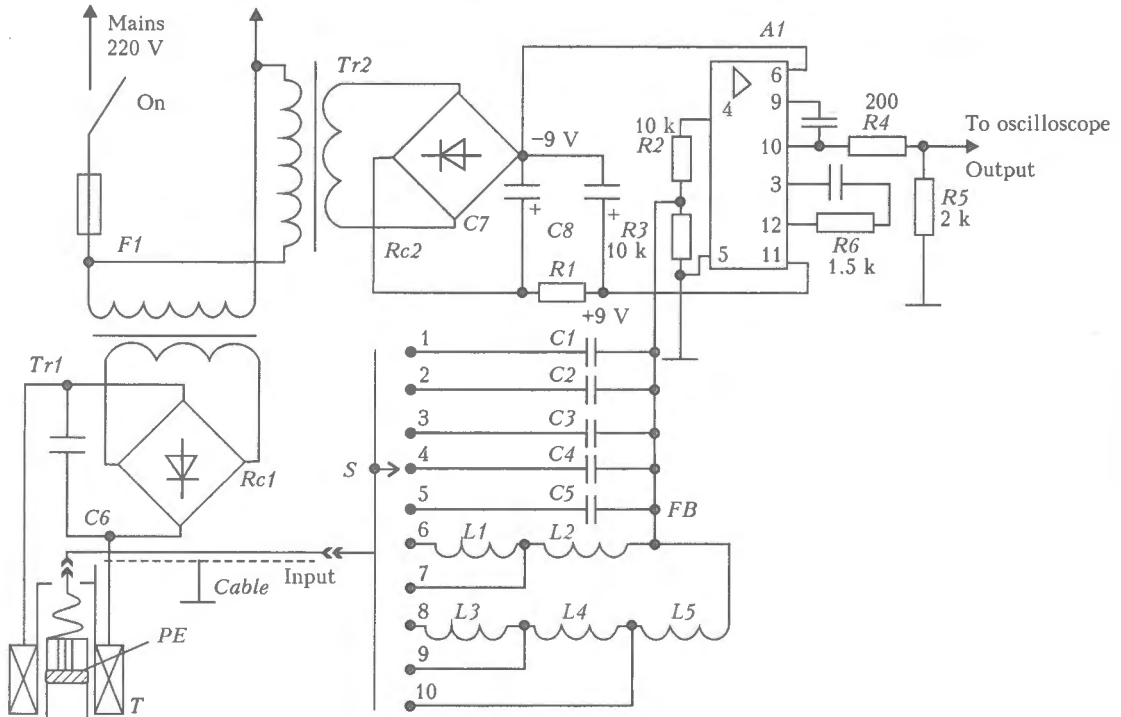 Mains
220 V
On
F1
Tr2
Rc2
C7
−9 V
C8
R1
+9 V
10 k
R2
R3
10 k
A1
4
5
6
9
10
3
12
11
200
R4
R6
1.5 k
R5
2 k
To oscilloscope
Output
Tr1
Rc1
C6
Cable
Input
PE
T
S
1
C1
2
C2
3
C3
4
C4
5
C5
FB
6
L1
L2
7
8
L3
L4
L5
9
10